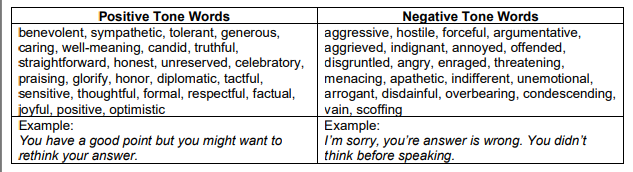 Positive Tone Words
benevolent, sympathetic, tolerant, generous,
caring, well-meaning, candid, truthful,
straightforward, honest, unreserved, celebratory,
praising, glorify, honor, diplomatic, tactful,
sensitive, thoughtful, formal, respectful, factual,
joyful, positive, optimistic
Example:
You have a good point but you might want to
rethink your answer.
Negative Tone Words
aggressive, hostile, forceful, argumentative,
aggrieved, indignant, annoyed, offended,
disgruntled, angry, enraged, threatening,
menacing, apathetic, indifferent, unemotional,
arrogant, disdainful, overbearing, condescending,
vain, scoffing
Example:
I'm sorry, you're answer is wrong. You didn't
think before speaking.